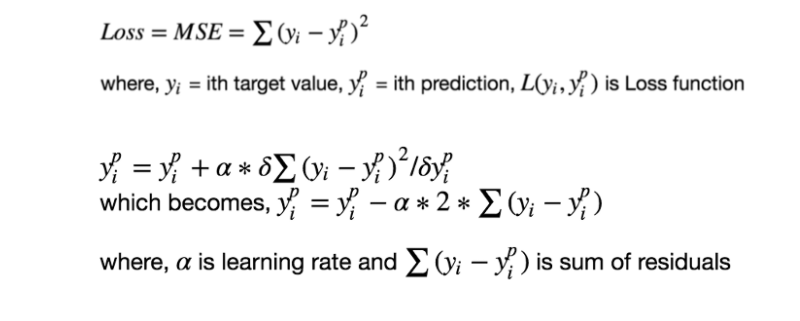 Loss = MSE = ∑(yᵢ − yᵢᵖ)²
where, yᵢ = ith target value, yᵢᵖ = ith prediction, L(yᵢ, yᵢᵖ) is Loss function
yᵢᵖ = yᵢᵖ + α * δ∑(yᵢ − yᵢᵖ)²/δyᵢᵖ
which becomes, yᵢᵖ = yᵢᵖ − α * 2 * ∑(yᵢ − yᵢᵖ)
where, α is learning rate and ∑(yᵢ − yᵢᵖ) is sum of residuals